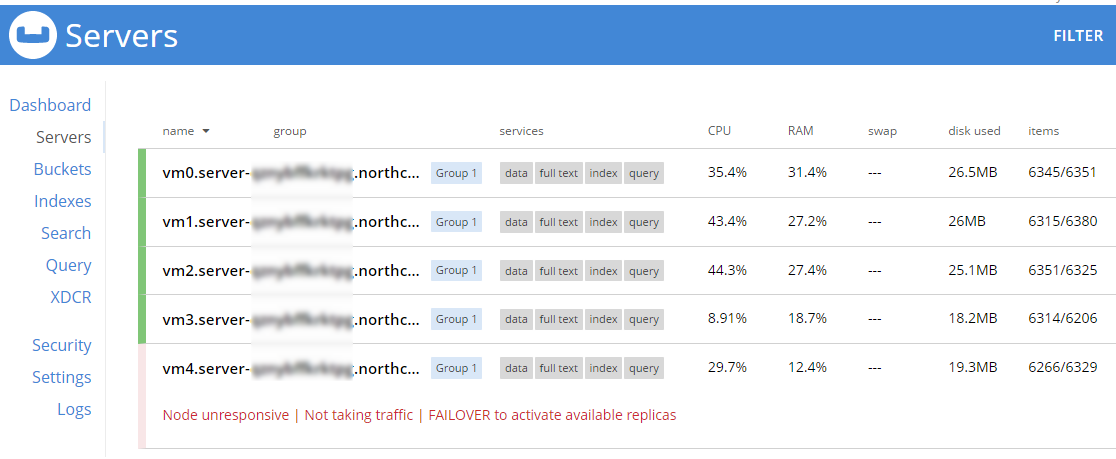 Servers FILTER
Dashboard
Servers
Buckets
Indexes
Search
Query
XDCR
Security
Settings
Logs
name group services CPU RAM swap disk used items
vm0.server- .northc... Group 1 data full text index query 35.4% 31.4% --- 26.5MB 6345/6351
vm1.server- .northc... Group 1 data full text index query 43.4% 27.2% --- 26MB 6315/6380
vm2.server- .northc... Group 1 data full text index query 44.3% 27.4% --- 25.1MB 6351/6325
vm3.server- .northc... Group 1 data full text index query 8.91% 18.7% --- 18.2MB 6314/6206
vm4.server- .northc... Group 1 data full text index query 29.7% 12.4% --- 19.3MB 6266/6329
Node unresponsive | Not taking traffic | FAILOVER to activate available replicas